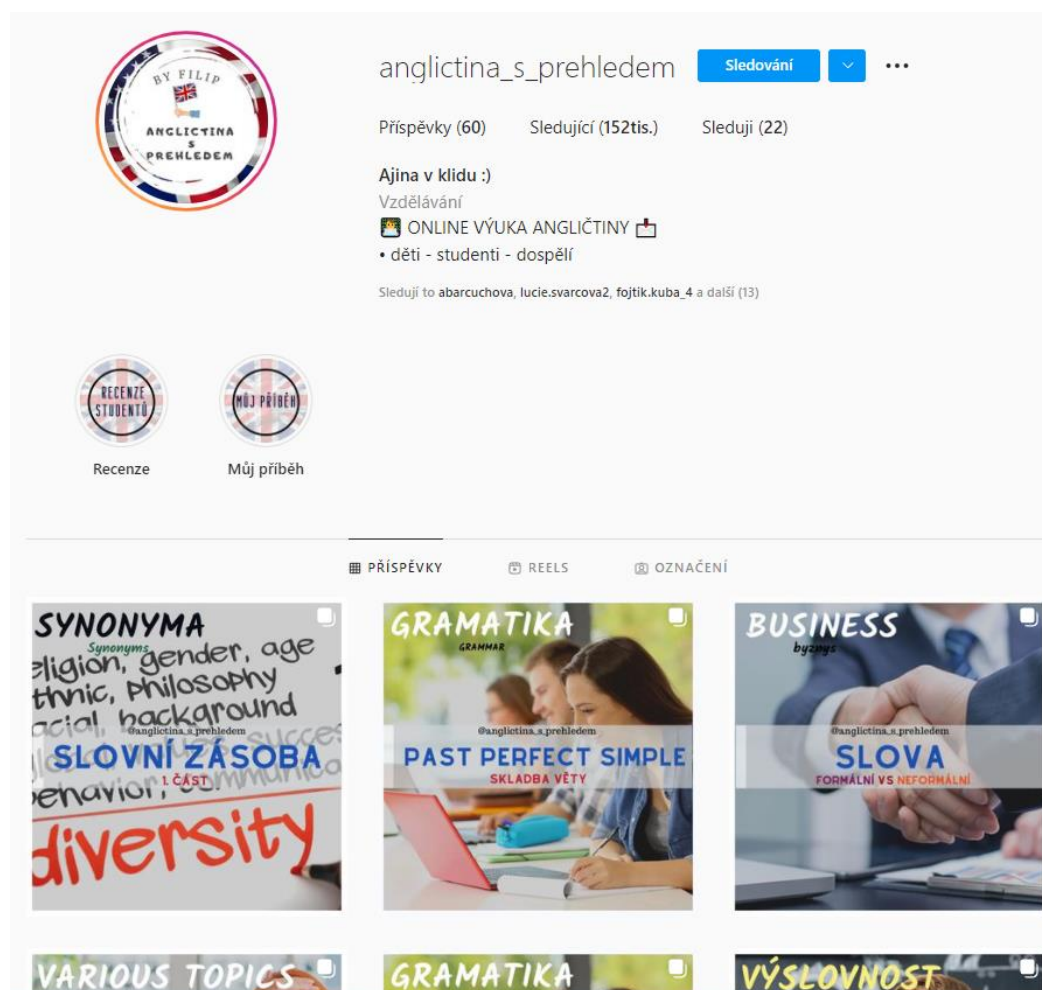 BY FILIP
ANGLICTINA
S
PREHLEDEM
anglictina_s_prehledem
Sledování
Příspěvky (60) Sledující (152tis.) Sleduji (22)
Ajina v klidu :)
Vzdělávání
ONLINE VÝUKA ANGLIČTINY
• děti - studenti - dospělí
Sledují to abarcuchova, lucie.svarcova2, fojtik.kuba_4 a další (13)
RECENZE
STUDENTŮ
MŮJ PŘÍBĚH
Recenze Můj příběh
PŘÍSPĚVKY REELS OZNAČENÍ
SYNONYMA
Synonyms
eligion, gender, age
thnic, Philosophy
acial, background
@anglictina_s_prehledem
SLOVNÍ ZÁSOBA
1. ČÁST
behavior,
diversity
GRAMATIKA
GRAMMAR
@anglictina_s_prehledem
PAST PERFECT SIMPLE
SKLADBA VĚTY
BUSINESS
byznys
@anglictina_s_prehledem
SLOVA
FORMÁLNÍ VS NEFORMÁLNÍ
VARIOUS TOPICS
GRAMATIKA
VÝSLOVNOST